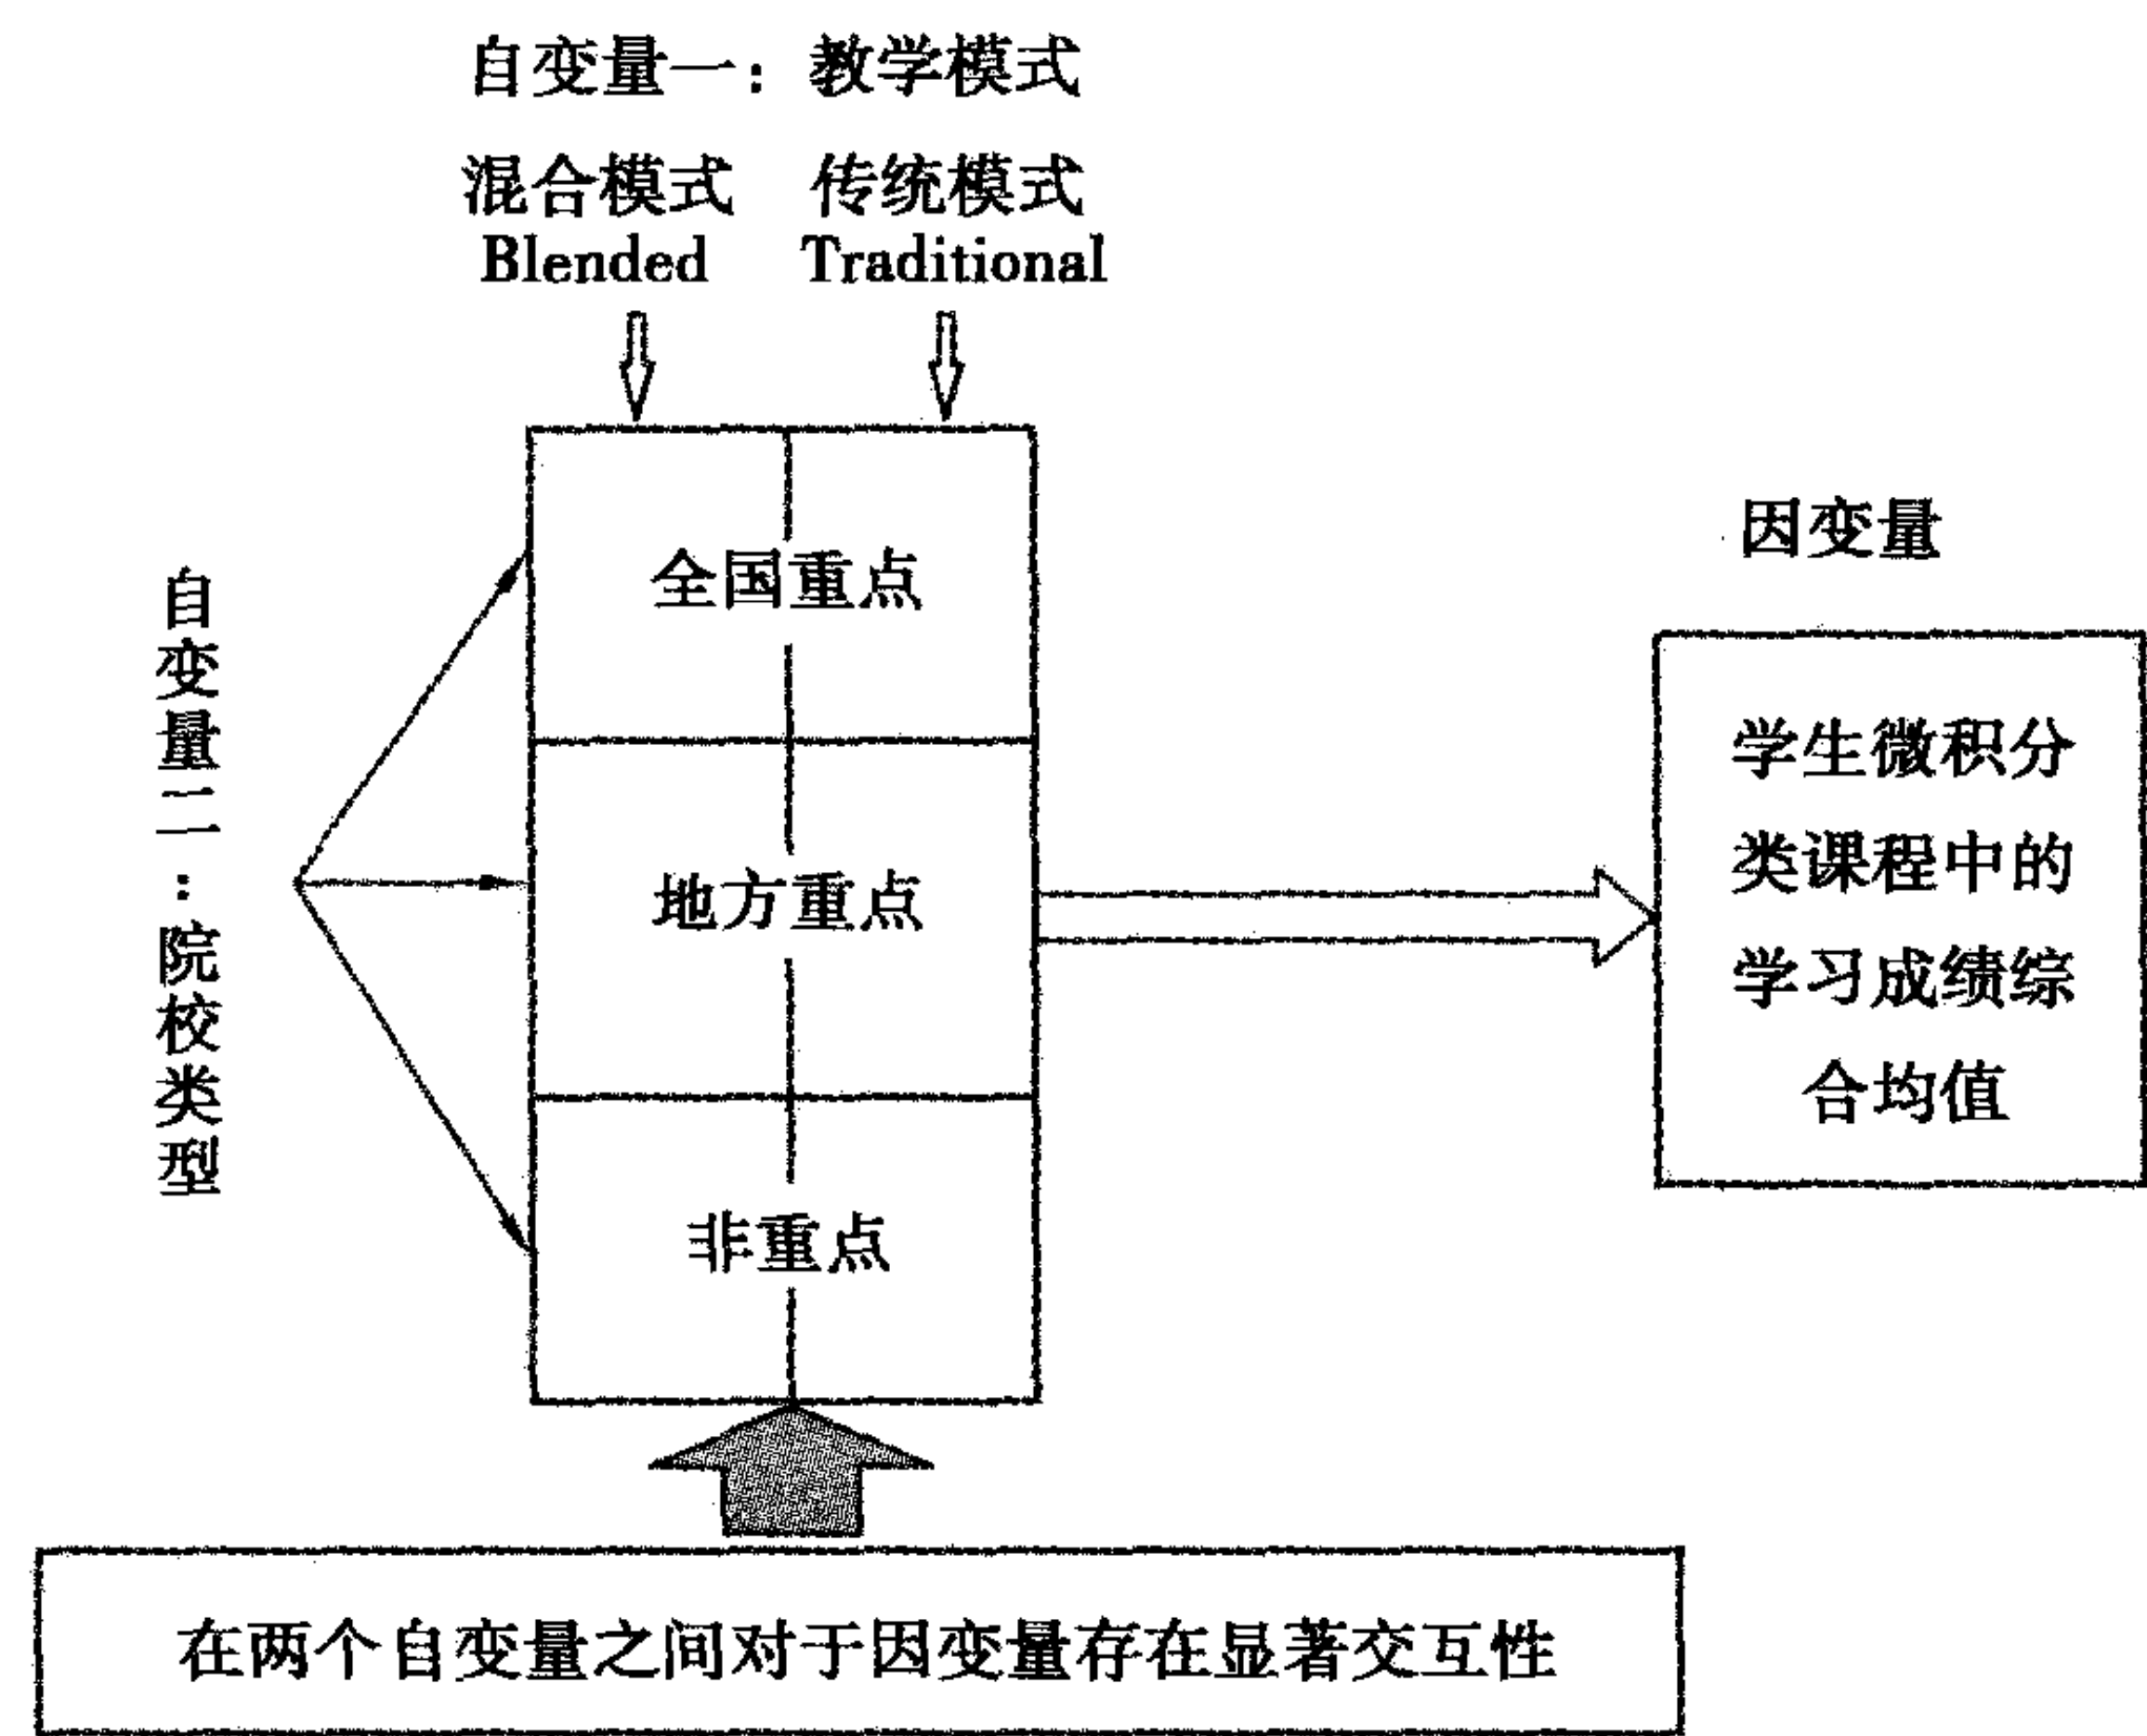 自变量一：教学模式
混合模式 传统模式
Blended Traditional
自变量二：院校类型
全国重点
地方重点
非重点
因变量
学生微积分
类课程中的
学习成绩综
合均值
在两个自变量之间对于因变量存在显著交互性